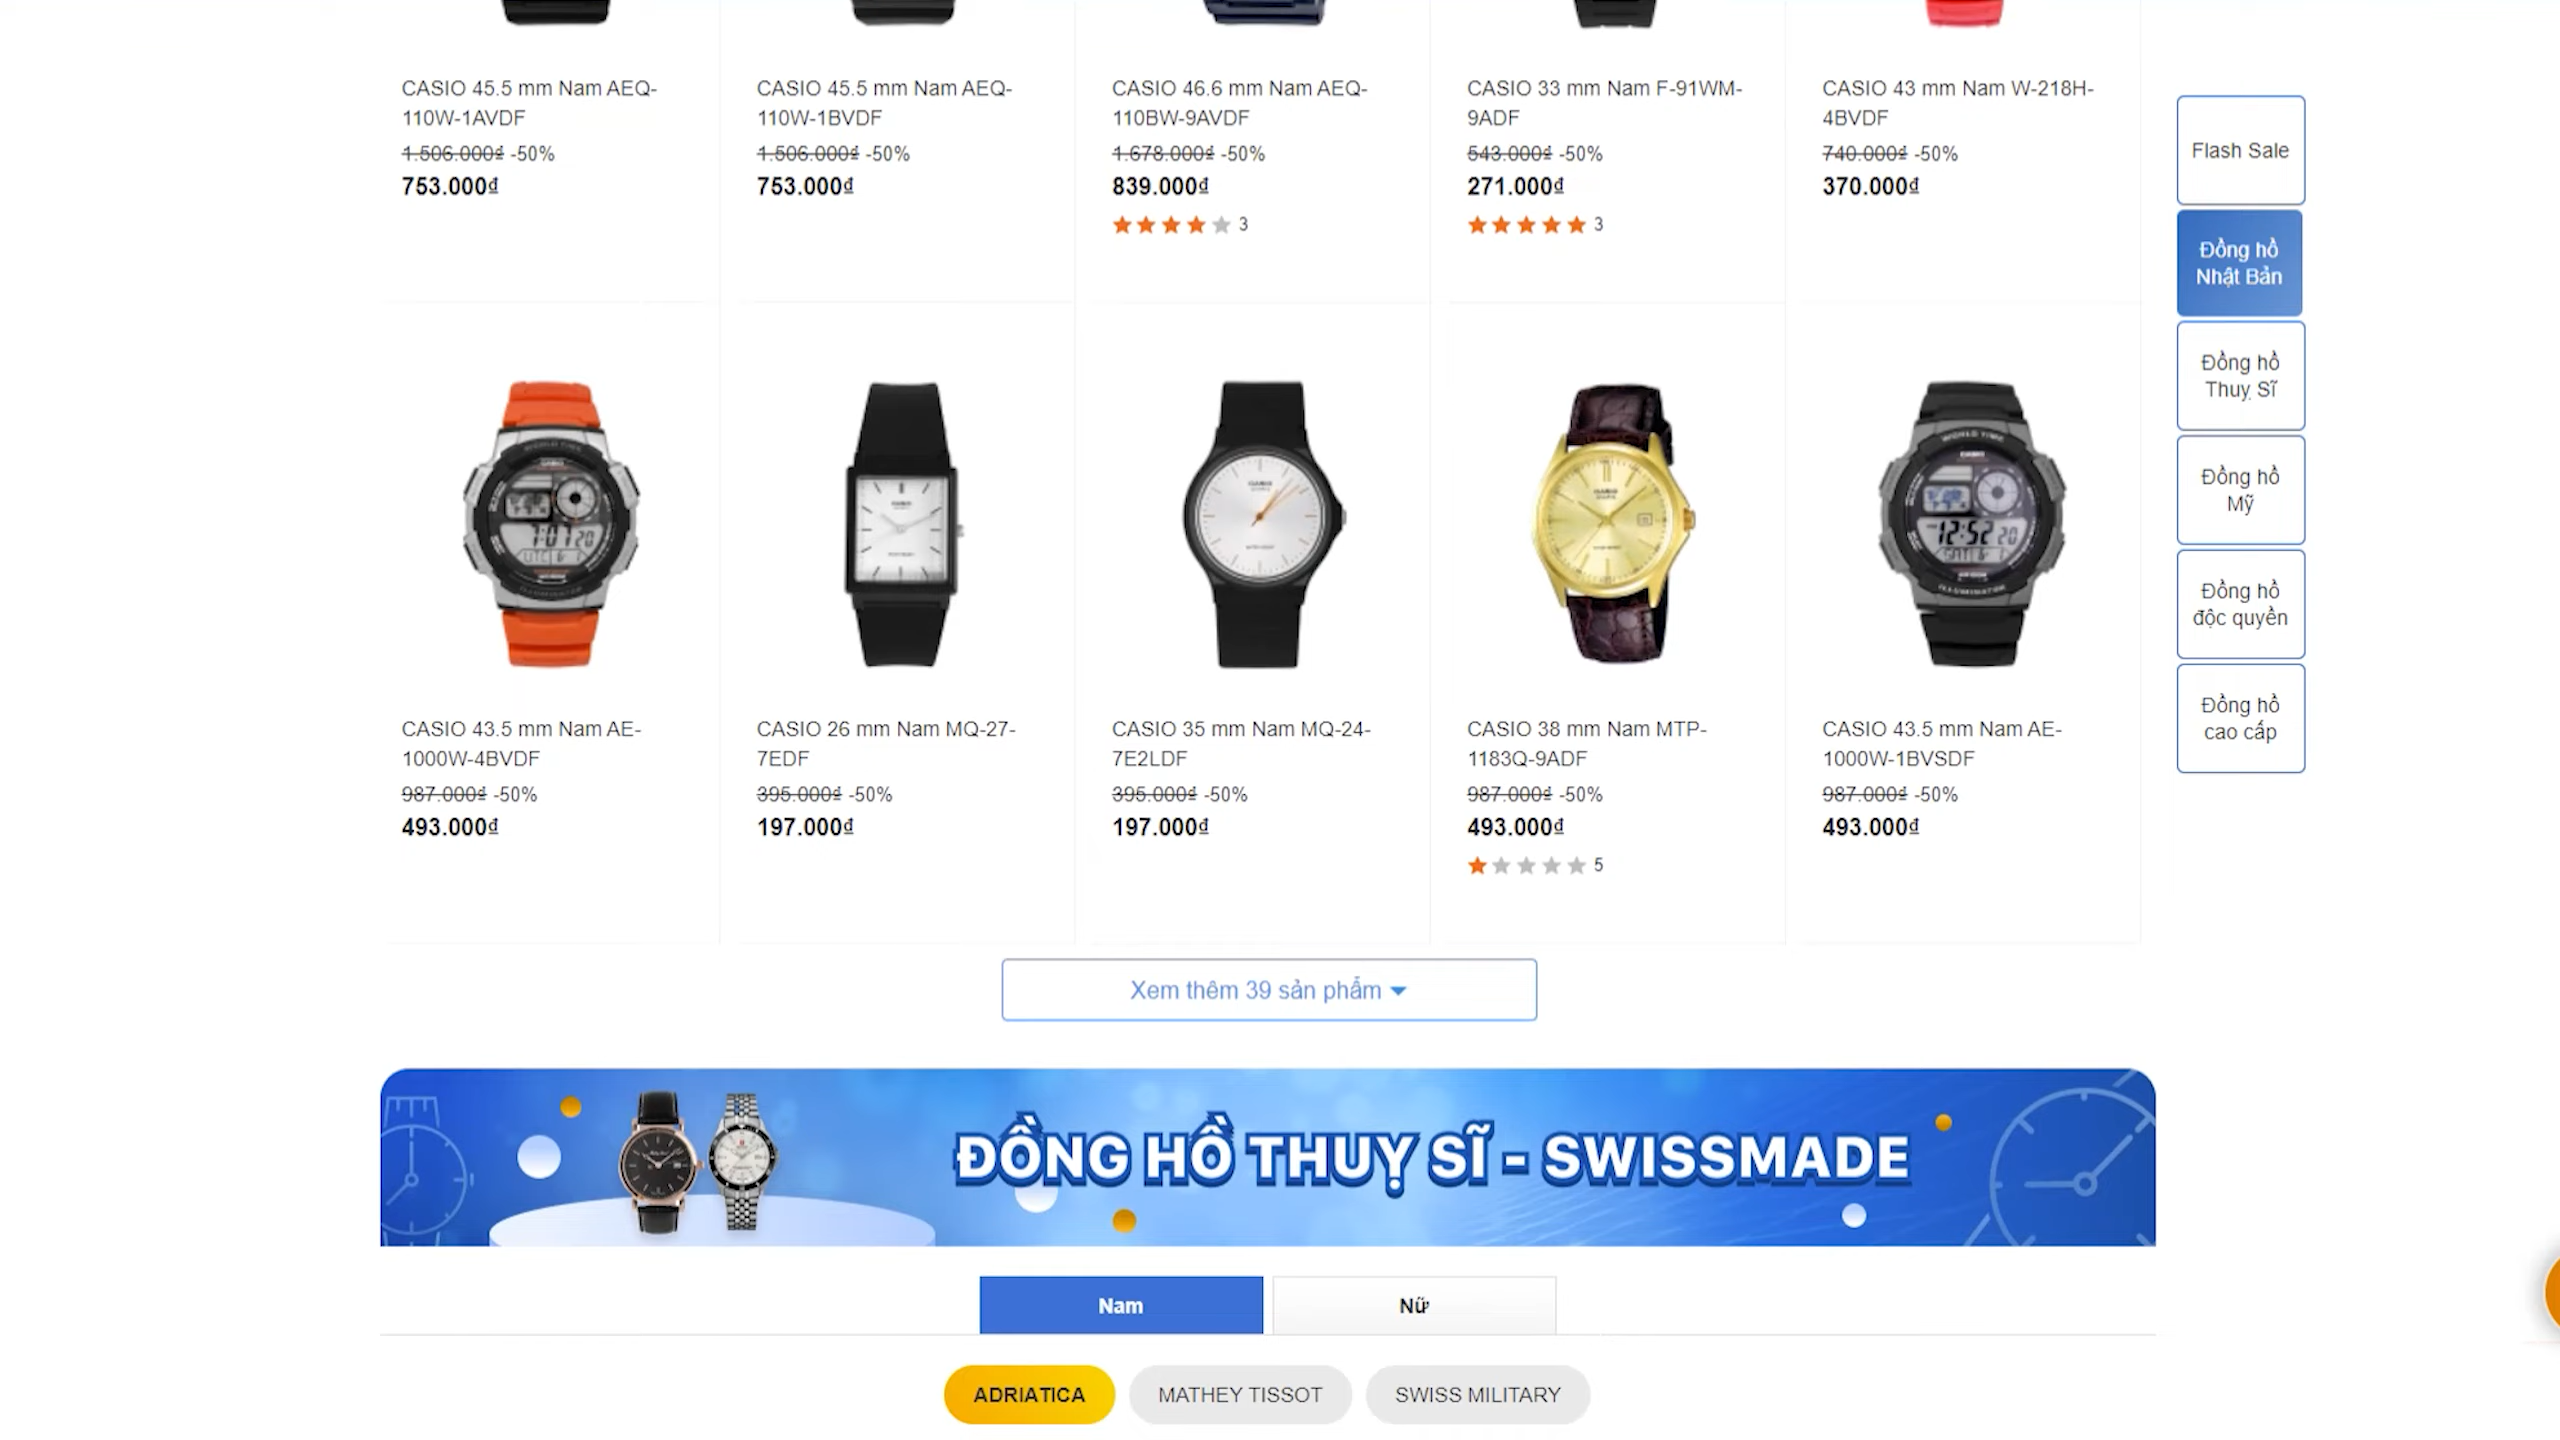 CASIO 45.5 mm Nam AEQ-
110W-1AVDF
1.506.000₫ -50%
753.000₫
CASIO 45.5 mm Nam AEQ-
110W-1BVDF
1.506.000₫ -50%
753.000₫
CASIO 46.6 mm Nam AEQ-
110BW-9AVDF
1.678.000₫ -50%
839.000₫
3
CASIO 33 mm Nam F-91WM-
9ADF
543.000₫ -50%
271.000₫
3
CASIO 43 mm Nam W-218H-
4BVDF
740.000₫ -50%
370.000₫
Flash Sale
Đồng hồ
Nhật Bản
Đồng hồ
Thuỵ Sĩ
Đồng hồ
Mỹ
Đồng hồ
độc quyền
Đồng hồ
cao cấp
7:07 20
12:52 20
CASIO 43.5 mm Nam AE-
1000W-4BVDF
987.000₫ -50%
493.000₫
CASIO 26 mm Nam MQ-27-
7EDF
395.000₫ -50%
197.000₫
CASIO 35 mm Nam MQ-24-
7E2LDF
395.000₫ -50%
197.000₫
CASIO 38 mm Nam MTP-
1183Q-9ADF
987.000₫ -50%
493.000₫
5
CASIO 43.5 mm Nam AE-
1000W-1BVSDF
987.000₫ -50%
493.000₫
Xem thêm 39 sản phẩm
ĐỒNG HỒ THUỴ SĨ - SWISSMADE
Nam
Nữ
ADRIATICA
MATHEY TISSOT
SWISS MILITARY